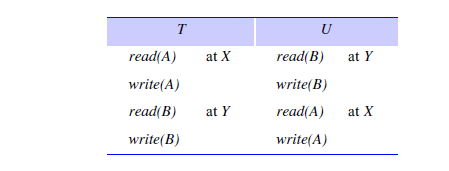 T U
read(A) at X read(B) at Y
write(A) write(B)
read(B) at Y read(A) at X
write(B) write(A)